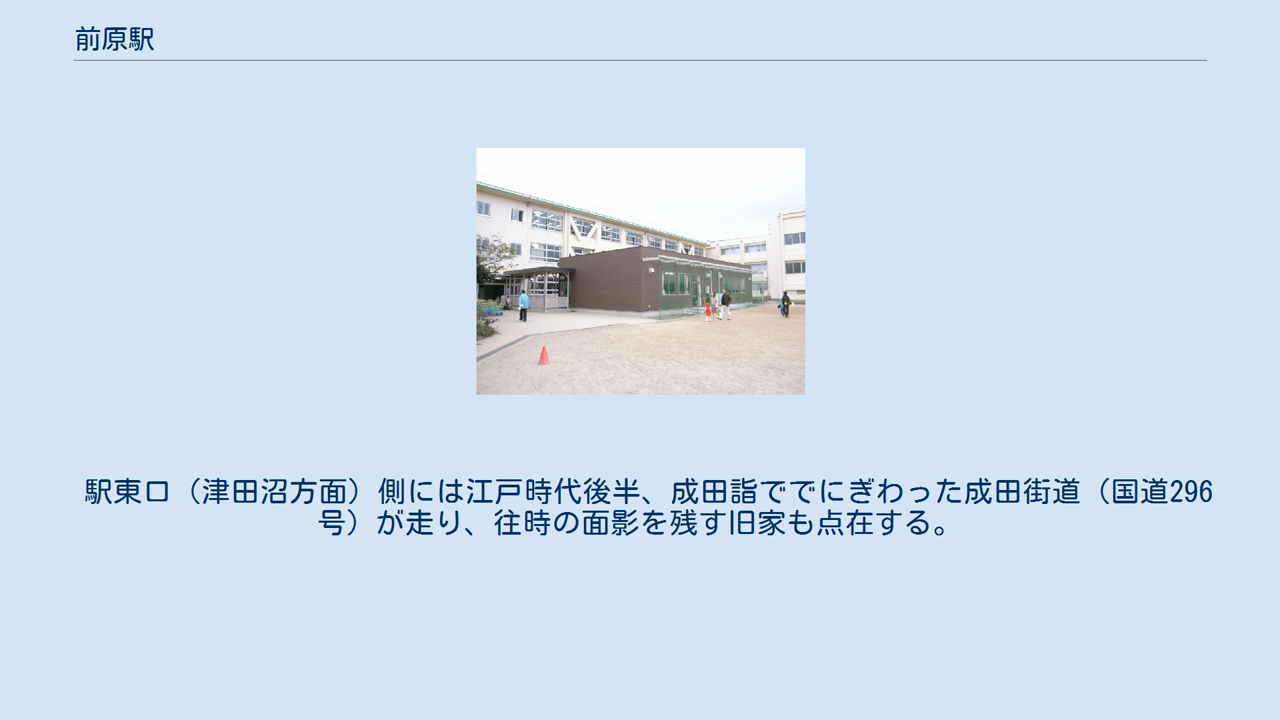 前原駅
駅東口（津田沼方面）側には江戸時代後半、成田詣ででにぎわった成田街道（国道296
号）が走り、往時の面影を残す旧家も点在する。